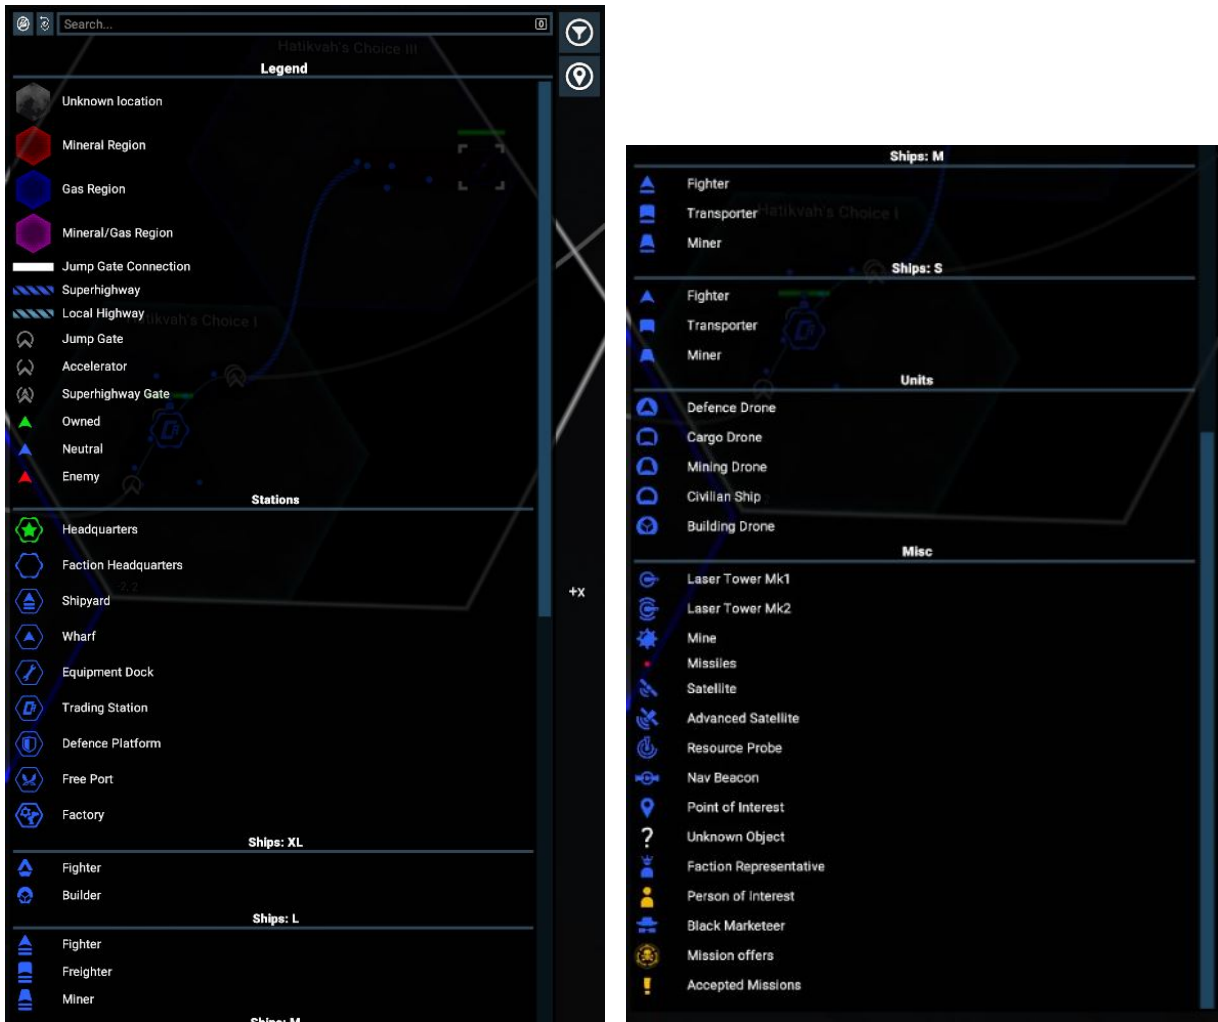 Search...
0
Hatikvah's Choice III
Legend
Unknown location
Mineral Region
Gas Region
Mineral/Gas Region
Jump Gate Connection
Superhighway
Local Highway
Hatikvah's Choice I
Jump Gate
Accelerator
Superhighway Gate
Owned
Neutral
Enemy
Stations
Headquarters
Faction Headquarters
Shipyard
Wharf
Equipment Dock
Trading Station
Defence Platform
Free Port
Factory
Ships: XL
Fighter
Builder
Ships: L
Fighter
Freighter
Miner
Ships: M
+X
Ships: M
Fighter
Transporter
Hatikvah's Choice I
Miner
Ships: S
Fighter
Transporter
Miner
Units
Defence Drone
Cargo Drone
Mining Drone
Civilian Ship
Building Drone
Misc
Laser Tower Mk1
Laser Tower Mk2
Mine
Missiles
Satellite
Advanced Satellite
Resource Probe
Nav Beacon
Point of Interest
Unknown Object
Faction Representative
Person of Interest
Black Marketeer
Mission offers
Accepted Missions